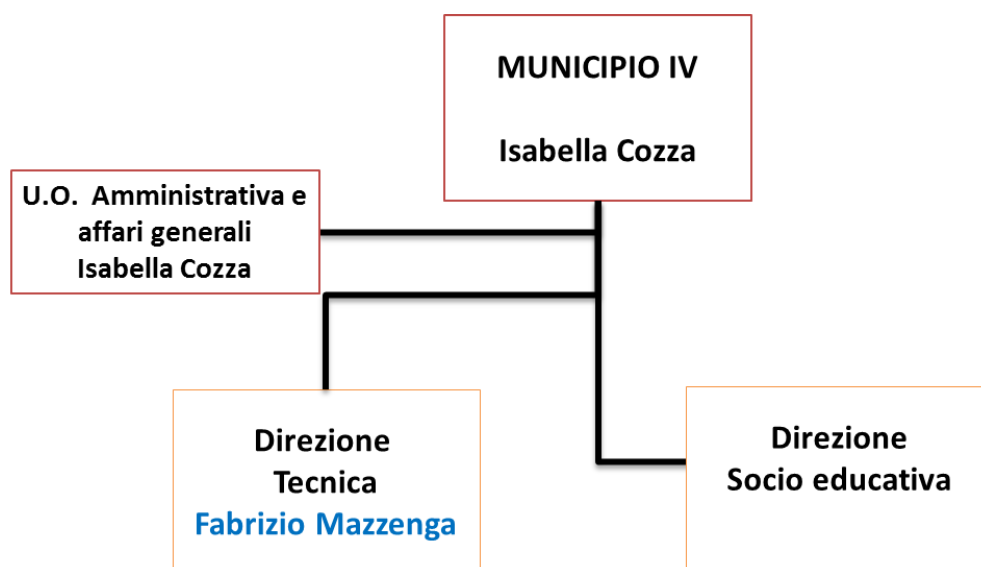 MUNICIPIO IV
Isabella Cozza
U.O. Amministrativa e
affari generali
Isabella Cozza
Direzione
Tecnica
Fabrizio Mazzenga
Direzione
Socio educativa